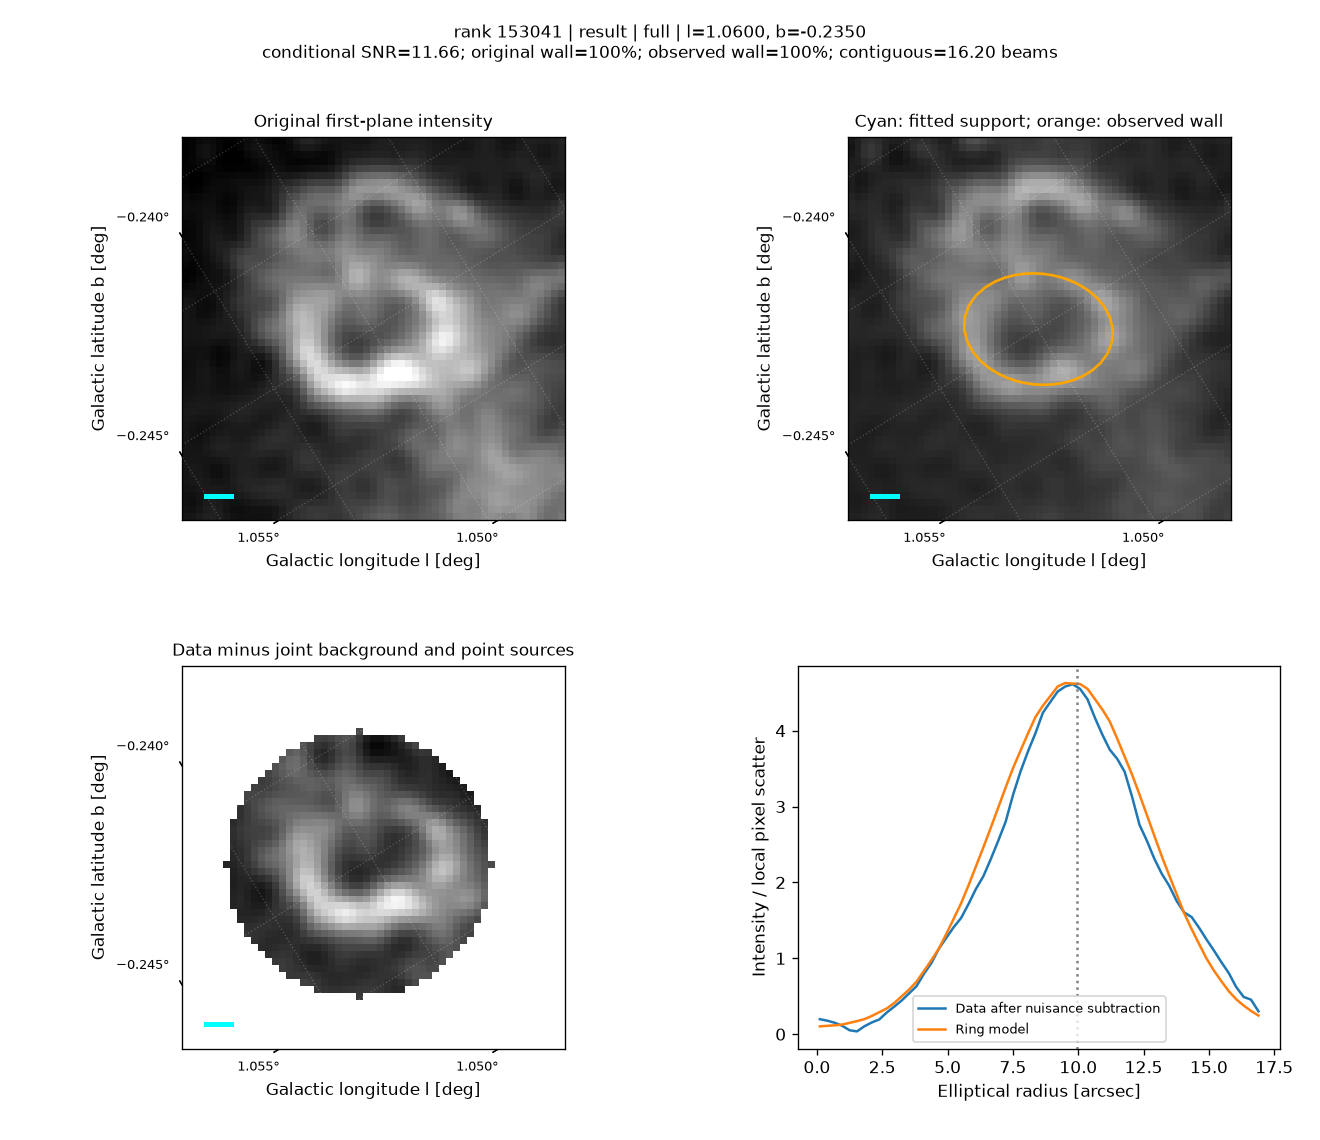 rank 153041 | result | full | l=1.0600, b=-0.2350
conditional SNR=11.66; original wall=100%; observed wall=100%; contiguous=16.20 beams
Original first-plane intensity
Galactic latitude b [deg]
−0.240°
−0.245°
1.055°
1.050°
Galactic longitude l [deg]
Cyan: fitted support; orange: observed wall
Galactic latitude b [deg]
−0.240°
−0.245°
1.055°
1.050°
Galactic longitude l [deg]
Data minus joint background and point sources
Galactic latitude b [deg]
−0.240°
−0.245°
1.055°
1.050°
Galactic longitude l [deg]
Intensity / local pixel scatter
4
3
2
1
0
Data after nuisance subtraction
Ring model
0.0 2.5 5.0 7.5 10.0 12.5 15.0 17.5
Elliptical radius [arcsec]